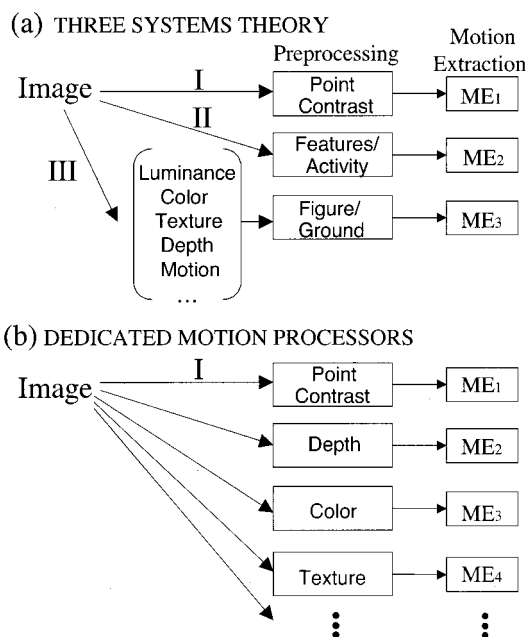 (a) THREE SYSTEMS THEORY
Preprocessing
Motion
Extraction
Image
I
II
III
Point
Contrast
ME1
Features/
Activity
ME2
Luminance
Color
Texture
Depth
Motion
...
Figure/
Ground
ME3
(b) DEDICATED MOTION PROCESSORS
Image
I
Point
Contrast
ME1
Depth
ME2
Color
ME3
Texture
ME4